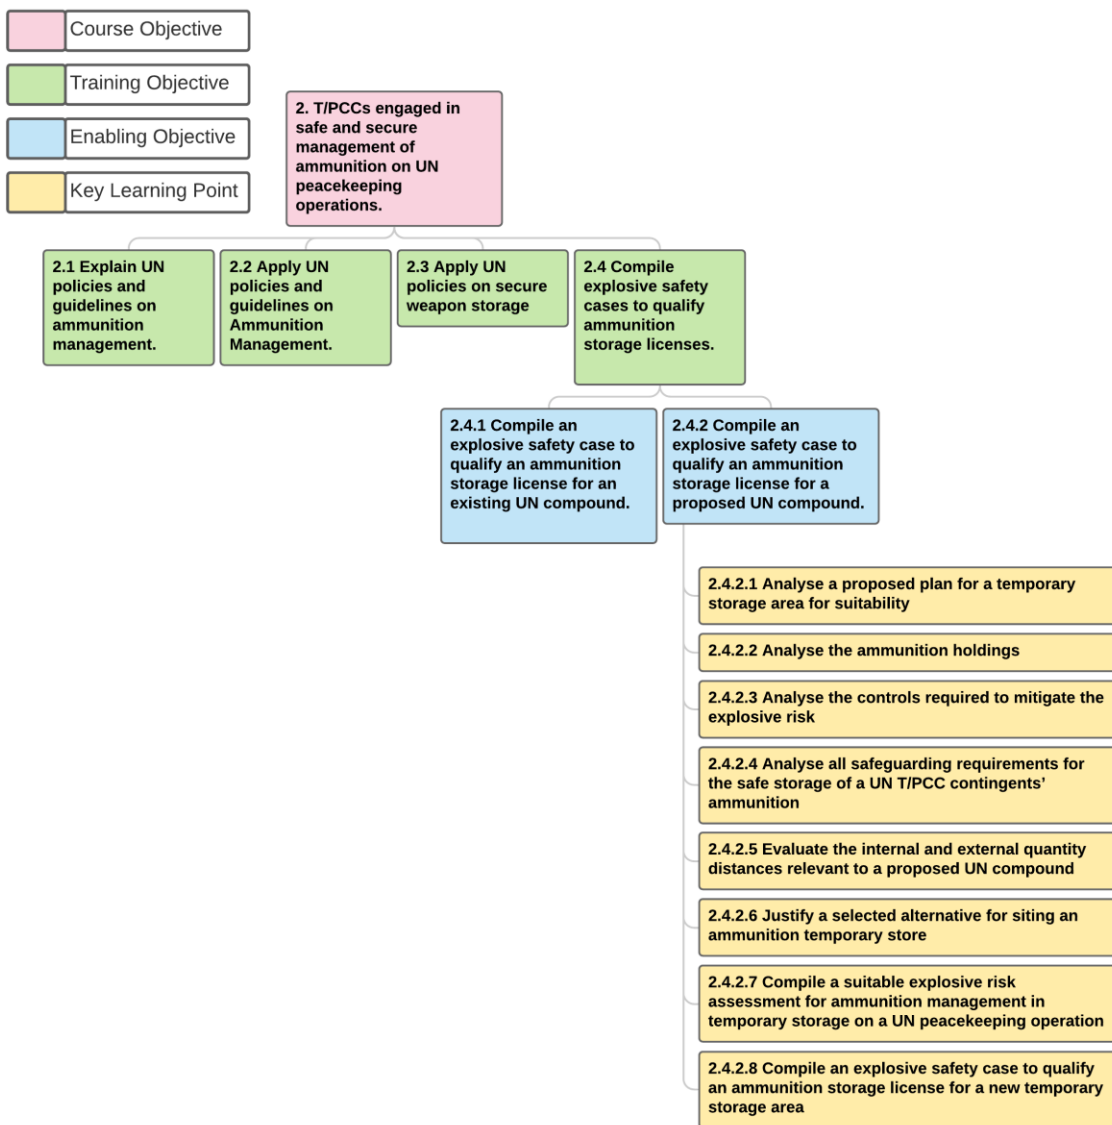 Course Objective
Training Objective
Enabling Objective
Key Learning Point
2. T/PCCs engaged in
safe and secure
management of
ammunition on UN
peacekeeping
operations.
2.1 Explain UN
policies and
guidelines on
ammunition
management.
2.2 Apply UN
policies and
guidelines on
Ammunition
Management.
2.3 Apply UN
policies on secure
weapon storage
2.4 Compile
explosive safety
cases to qualify
ammunition
storage licenses.
2.4.1 Compile an
explosive safety case to
qualify an ammunition
storage license for an
existing UN compound.
2.4.2 Compile an
explosive safety case to
qualify an ammunition
storage license for a
proposed UN compound.
2.4.2.1 Analyse a proposed plan for a temporary
storage area for suitability
2.4.2.2 Analyse the ammunition holdings
2.4.2.3 Analyse the controls required to mitigate the
explosive risk
2.4.2.4 Analyse all safeguarding requirements for
the safe storage of a UN T/PCC contingents’
ammunition
2.4.2.5 Evaluate the internal and external quantity
distances relevant to a proposed UN compound
2.4.2.6 Justify a selected alternative for siting an
ammunition temporary store
2.4.2.7 Compile a suitable explosive risk
assessment for ammunition management in
temporary storage on a UN peacekeeping operation
2.4.2.8 Compile an explosive safety case to qualify
an ammunition storage license for a new temporary
storage area